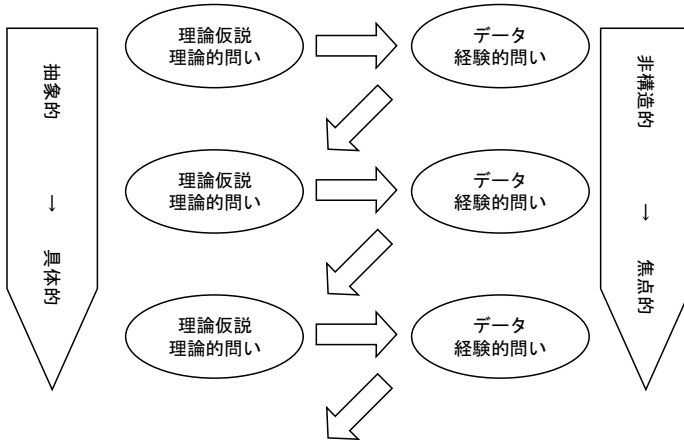 抽象的 → 具体的
理論仮説
理論的問い
データ
経験的問い
理論仮説
理論的問い
データ
経験的問い
理論仮説
理論的問い
データ
経験的問い
非構造的 → 焦点的